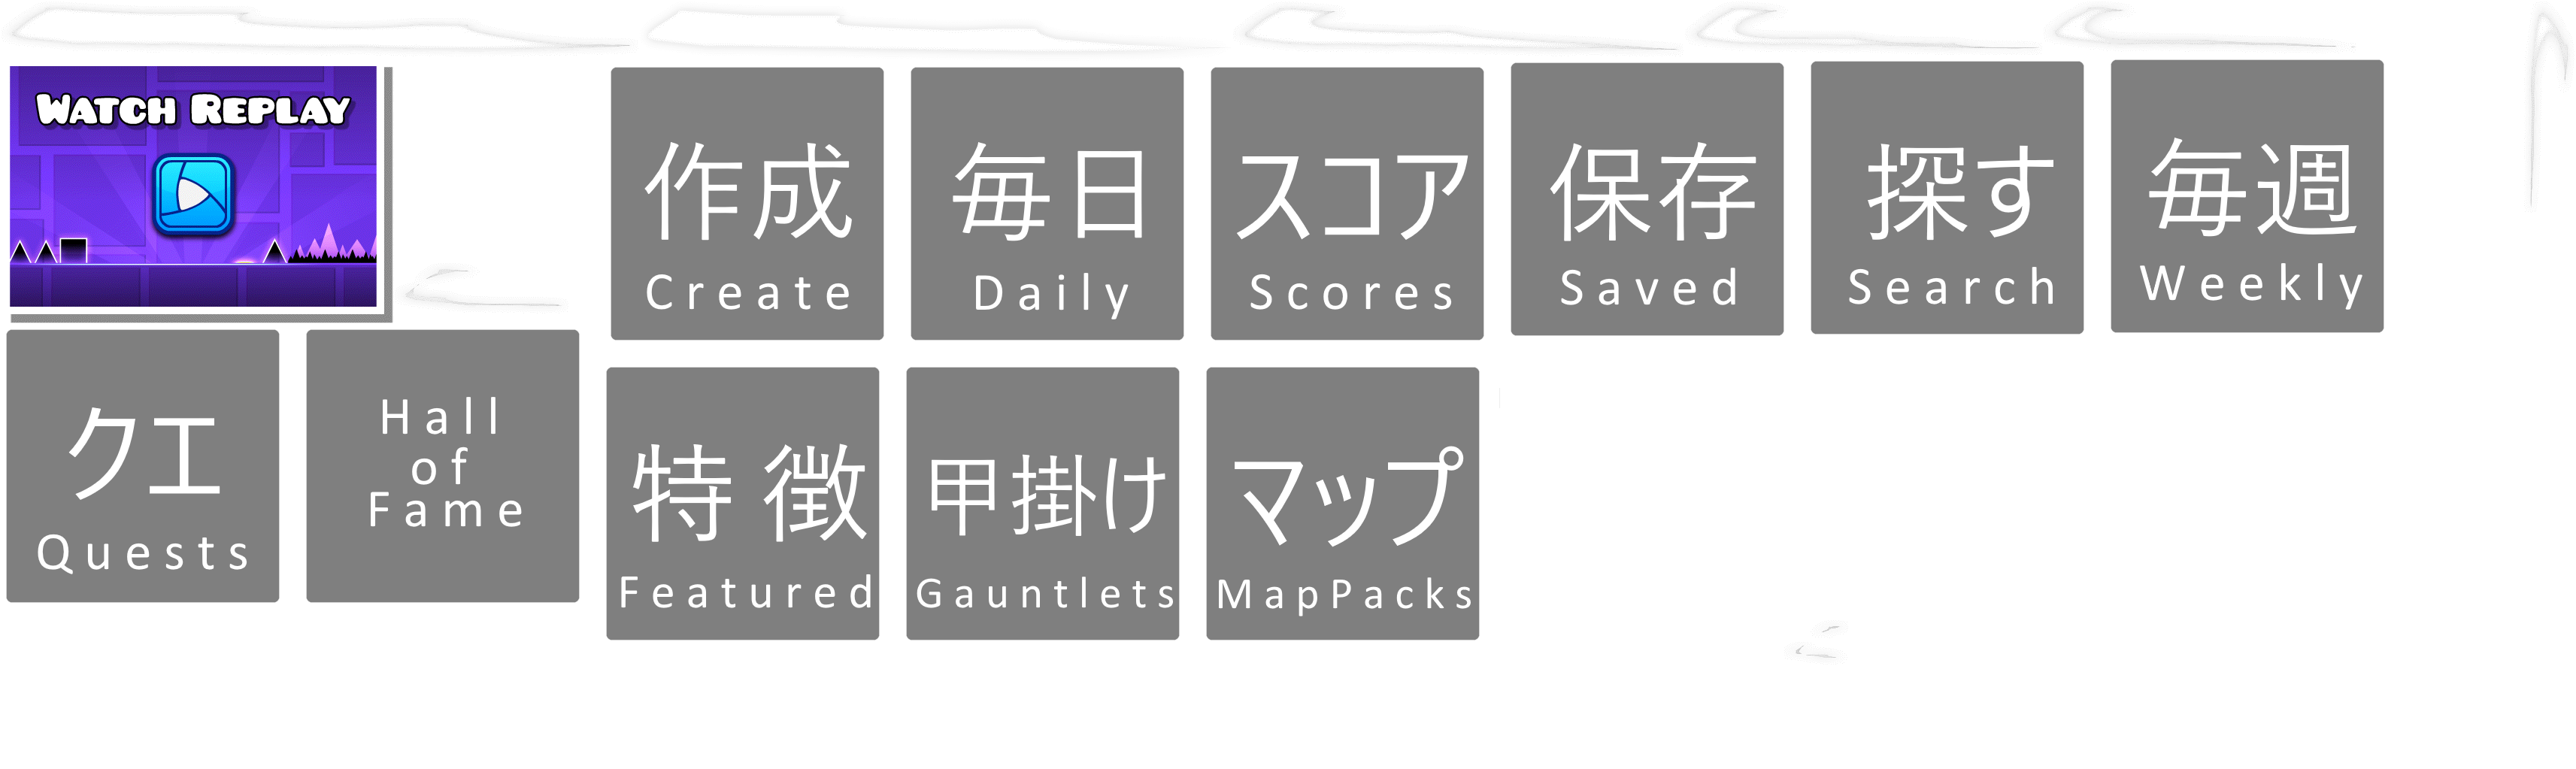 WATCH REPLAY
作成
Create
毎日
Daily
スコア
Scores
保存
Saved
探す
Search
毎週
Weekly
クエ
Quests
Hall
of
Fame
特徴
Featured
甲掛け
Gauntlets
マップ
MapPacks